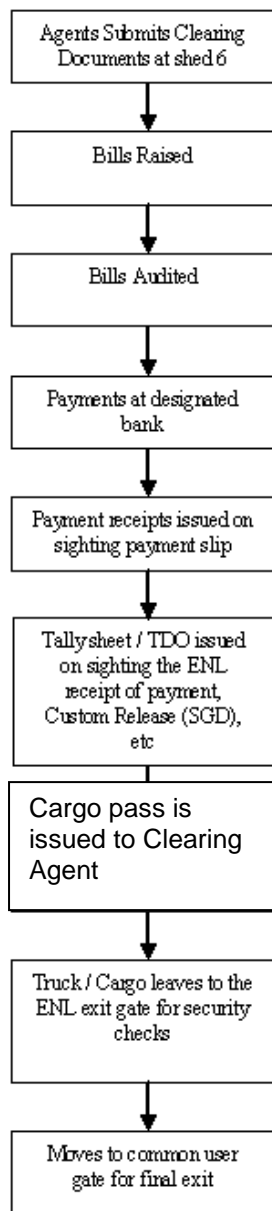 Agents Submits Clearing
Documents at shed 6
Bills Raised
Bills Audited
Payments at designated
bank
Payment receipts issued on
sighting payment slip
Tallysheet / TDO issued
on sighting the ENL
receipt of payment,
Custom Release (SGD),
etc
Cargo pass is
issued to Clearing
Agent
Truck / Cargo leaves to the
ENL exit gate for security
checks
Moves to common user
gate for final exit